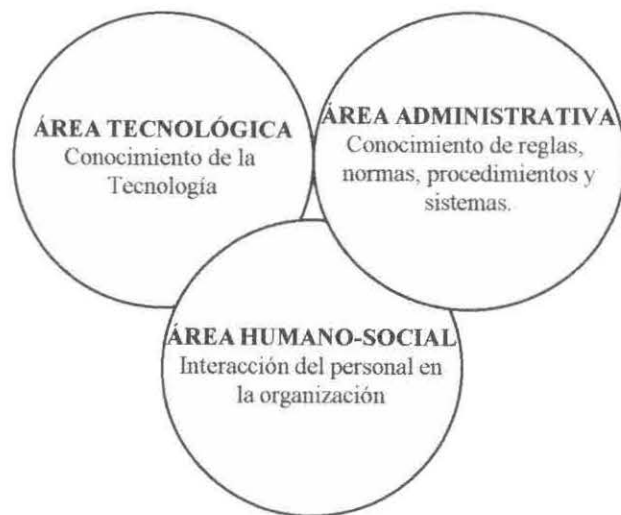 ÁREA TECNOLÓGICA
Conocimiento de la
Tecnología
ÁREA ADMINISTRATIVA
Conocimiento de reglas,
normas, procedimientos y
sistemas.
ÁREA HUMANO-SOCIAL
Interacción del personal en
la organización